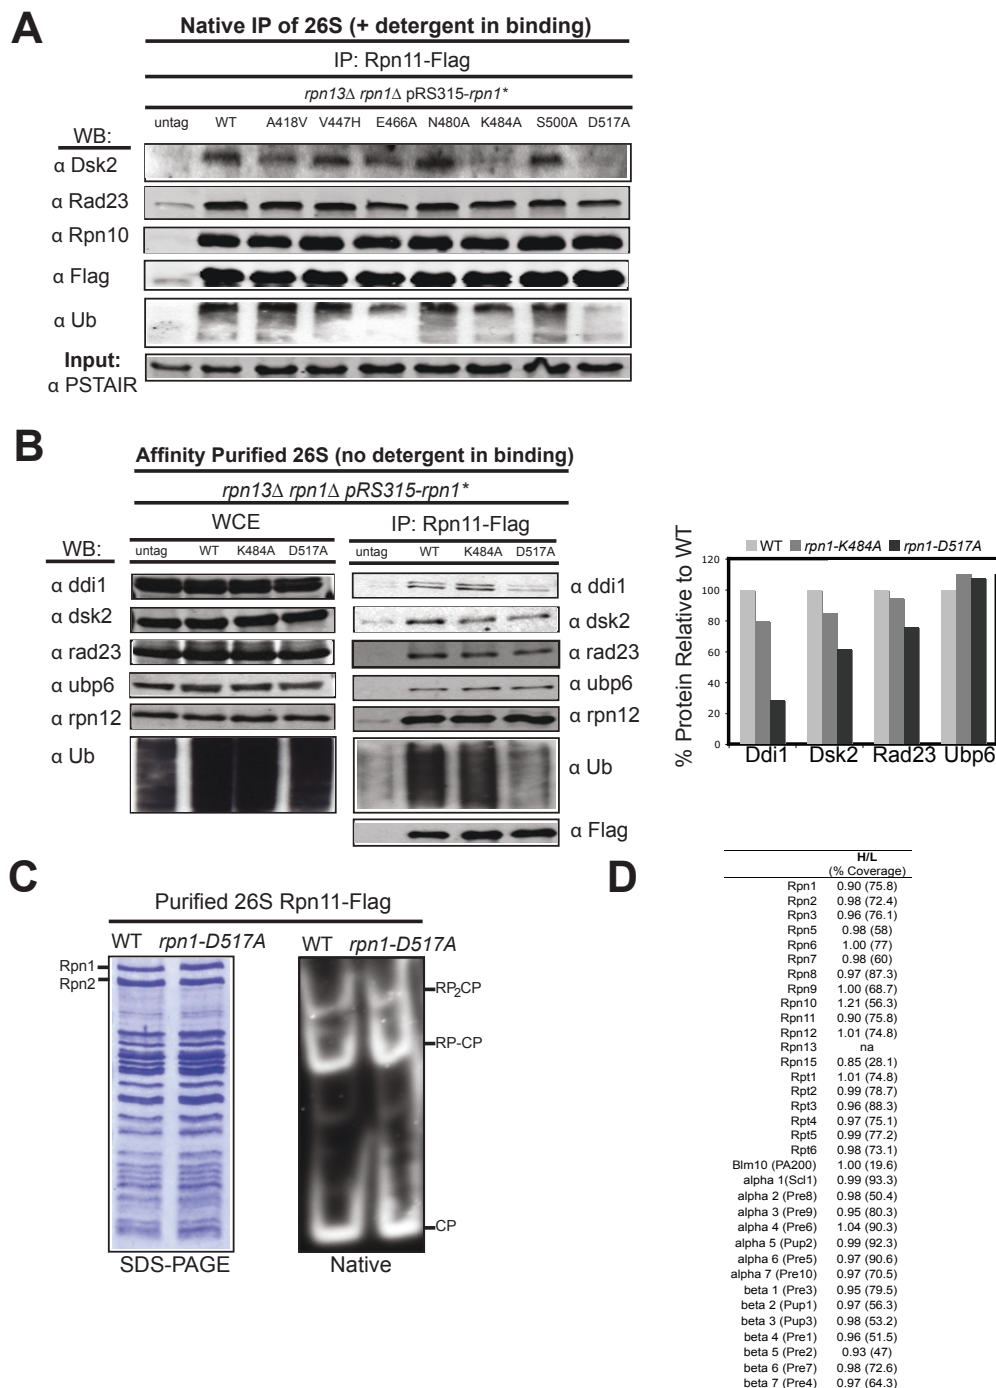 A
Native IP of 26S (+ detergent in binding)
IP: Rpn11-Flag
rpn13Δ rpn1Δ pRS315-rpn1*
untag WT A418V V447H E466A N480A K484A S500A D517A
WB:
α Dsk2
α Rad23
α Rpn10
α Flag
α Ub
Input:
α PSTAIR
B
Affinity Purified 26S (no detergent in binding)
rpn13Δ rpn1Δ pRS315-rpn1*
WCE
IP: Rpn11-Flag
WB:
untag WT K484A D517A
untag WT K484A D517A
α ddi1
α ddi1
α dsk2
α dsk2
α rad23
α rad23
α ubp6
α ubp6
α rpn12
α rpn12
α Ub
α Ub
α Flag
WT rpn1-K484A rpn1-D517A
% Protein Relative to WT
120
100
80
60
40
20
0
Ddi1 Dsk2 Rad23 Ubp6
C
Purified 26S Rpn11-Flag
WT rpn1-D517A
WT rpn1-D517A
Rpn1
Rpn2
RP₂CP
RP-CP
CP
SDS-PAGE
Native
D
H/L
(% Coverage)
Rpn1 0.90 (75.8)
Rpn2 0.98 (72.4)
Rpn3 0.96 (76.1)
Rpn5 0.98 (58)
Rpn6 1.00 (77)
Rpn7 0.98 (60)
Rpn8 0.97 (87.3)
Rpn9 1.00 (68.7)
Rpn10 1.21 (56.3)
Rpn11 0.90 (75.8)
Rpn12 1.01 (74.8)
Rpn13 na
Rpn15 0.85 (28.1)
Rpt1 1.01 (74.8)
Rpt2 0.99 (78.7)
Rpt3 0.96 (88.3)
Rpt4 0.97 (75.1)
Rpt5 0.99 (77.2)
Rpt6 0.98 (73.1)
Blm10 (PA200) 1.00 (19.6)
alpha 1(Scl1) 0.99 (93.3)
alpha 2 (Pre8) 0.98 (50.4)
alpha 3 (Pre9) 0.95 (80.3)
alpha 4 (Pre6) 1.04 (90.3)
alpha 5 (Pup2) 0.99 (92.3)
alpha 6 (Pre5) 0.97 (90.6)
alpha 7 (Pre10) 0.97 (70.5)
beta 1 (Pre3) 0.95 (79.5)
beta 2 (Pup1) 0.97 (56.3)
beta 3 (Pup3) 0.98 (53.2)
beta 4 (Pre1) 0.96 (51.5)
beta 5 (Pre2) 0.93 (47)
beta 6 (Pre7) 0.98 (72.6)
beta 7 (Pre4) 0.97 (64.3)